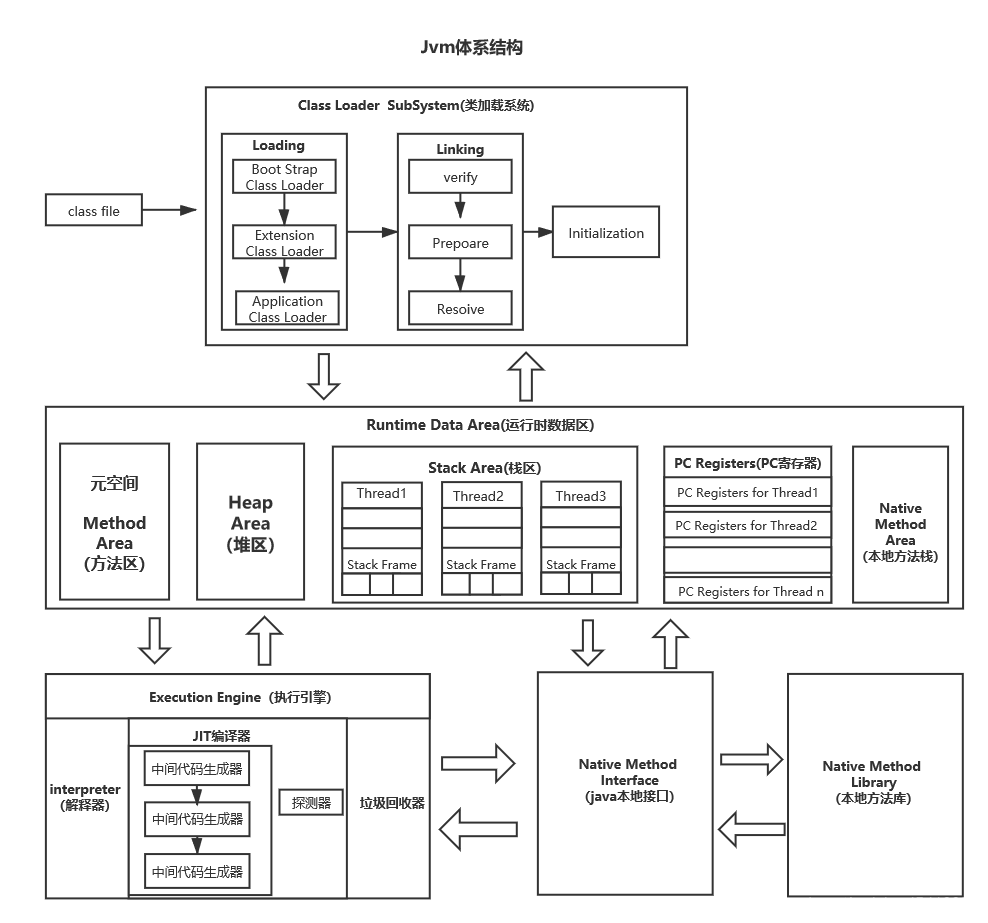 Jvm体系结构
Class Loader SubSystem(类加载系统)
Loading
Boot Strap
Class Loader
Extension
Class Loader
Application
Class Loader
Linking
verify
Prepoare
Resoive
class file
Initialization
Runtime Data Area(运行时数据区)
元空间
Method
Area
(方法区)
Heap
Area
(堆区)
Stack Area(栈区)
Thread1
Stack Frame
Thread2
Stack Frame
Thread3
Stack Frame
PC Registers(PC寄存器)
PC Registers for Thread1
PC Registers for Thread2
PC Registers for Thread n
Native
Method
Area
(本地方法栈)
Execution Engine (执行引擎)
interpreter
(解释器)
JIT编译器
中间代码生成器
中间代码生成器
中间代码生成器
探测器
垃圾回收器
Native Method
Interface
(java本地接口)
Native Method
Library
(本地方法库)